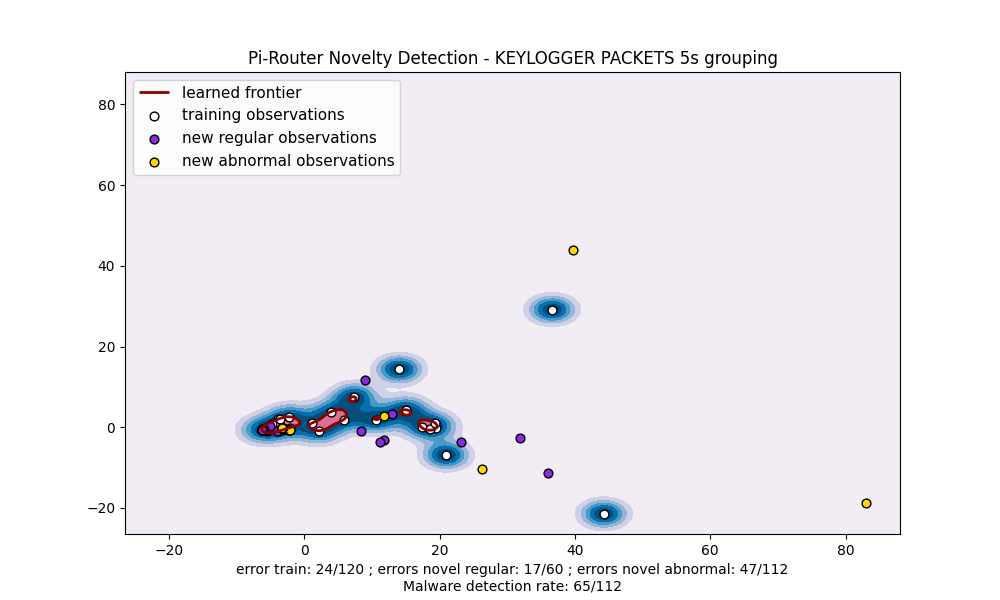 Pi-Router Novelty Detection - KEYLOGGER PACKETS 5s grouping
learned frontier
training observations
new regular observations
new abnormal observations
80
60
40
20
0
−20
−20 0 20 40 60 80
error train: 24/120 ; errors novel regular: 17/60 ; errors novel abnormal: 47/112
Malware detection rate: 65/112